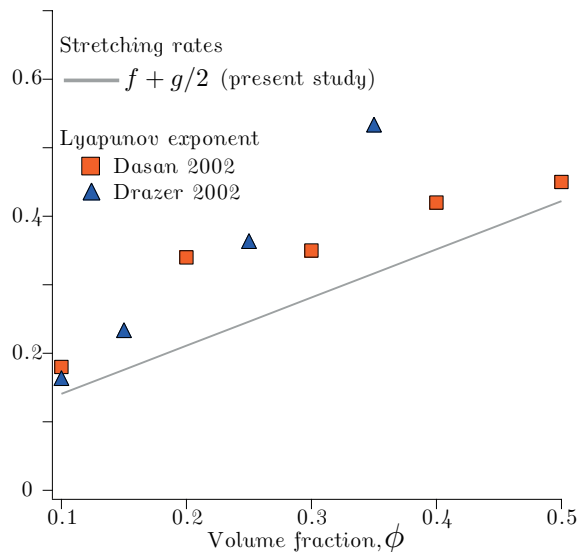 Stretching rates
f + g/2 (present study)
Lyapunov exponent
Dasan 2002
Drazer 2002
0.6
0.4
0.2
0
0.1 0.2 0.3 0.4 0.5
Volume fraction, ϕ